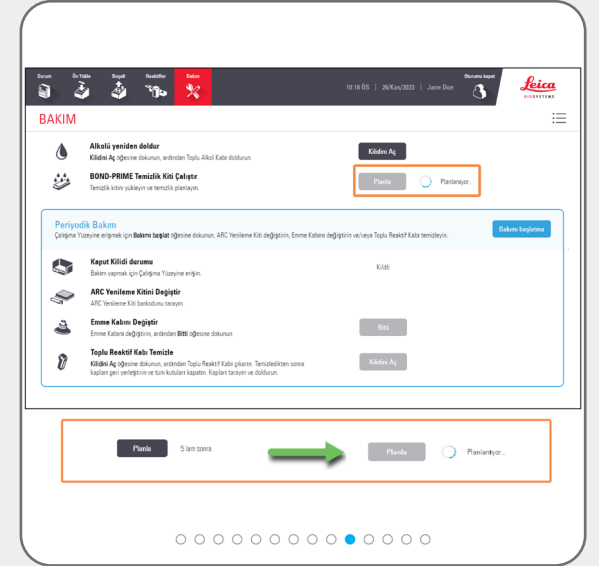 Durum
Ön Yükle
Boşalt
Reaktifler
Bakım
10:18 ÖS | 26/Kas/2023 | Jane Doe
Oturumu kapat
Leica
BIOSYSTEMS
BAKIM
Alkolü yeniden doldur
Kilidini Aç öğesine dokunun, ardından Toplu Alkol Kabı doldurun.
Kilidini Aç
BOND-PRIME Temizlik Kiti Çalıştır
Temizlik kitini yükleyin ve temizlik planlayın.
Planla
Planlanıyor...
Periyodik Bakım
Çalışma Yüzeyine erişmek için Bakımı başlat öğesine dokunun, ARC Yenileme Kiti değiştirin, Emme Kabını değiştirin ve/veya Toplu Reaktif Kabı temizleyin.
Bakımı başlatma
Kaput Kilidi durumu
Bakım yapmak için Çalışma Yüzeyine erişin.
Kilitli
ARC Yenileme Kitini Değiştir
ARC Yenileme Kiti barkodunu tarayın.
Emme Kabını Değiştir
Emme Kabını değiştirin, ardından Bitti öğesine dokunun
Bitti
Toplu Reaktif Kabı Temizle
Kilidini Aç öğesine dokunun, ardından Toplu Reaktif Kabı çıkarın. Temizledikten sonra
kapları geri yerleştirin ve tüm kutuları kapatın. Kapları tarayın ve doldurun.
Kilidini Aç
Planla
5 lam sonra
Planla
Planlanıyor...